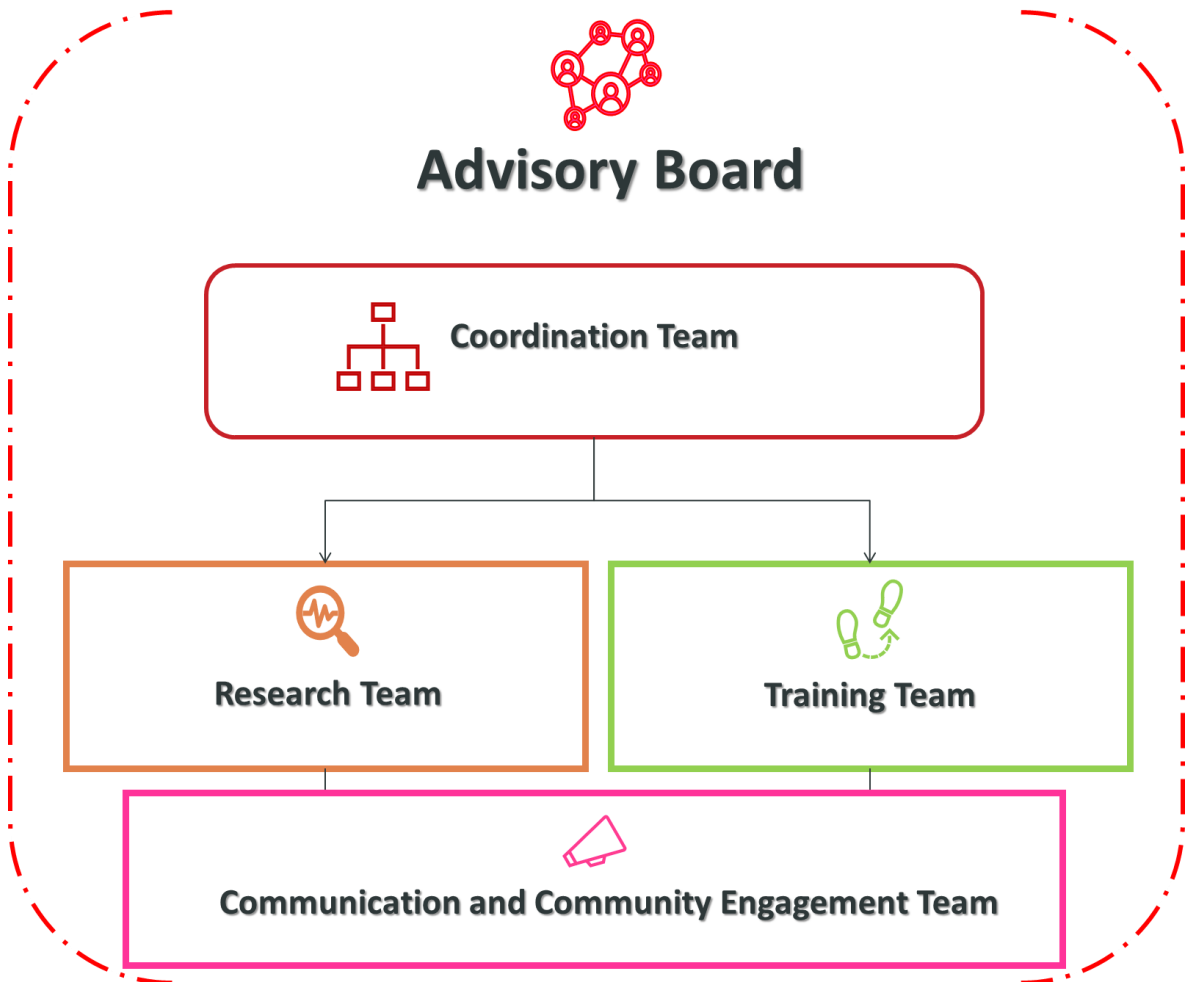 Advisory Board
Coordination Team
Research Team
Training Team
Communication and Community Engagement Team